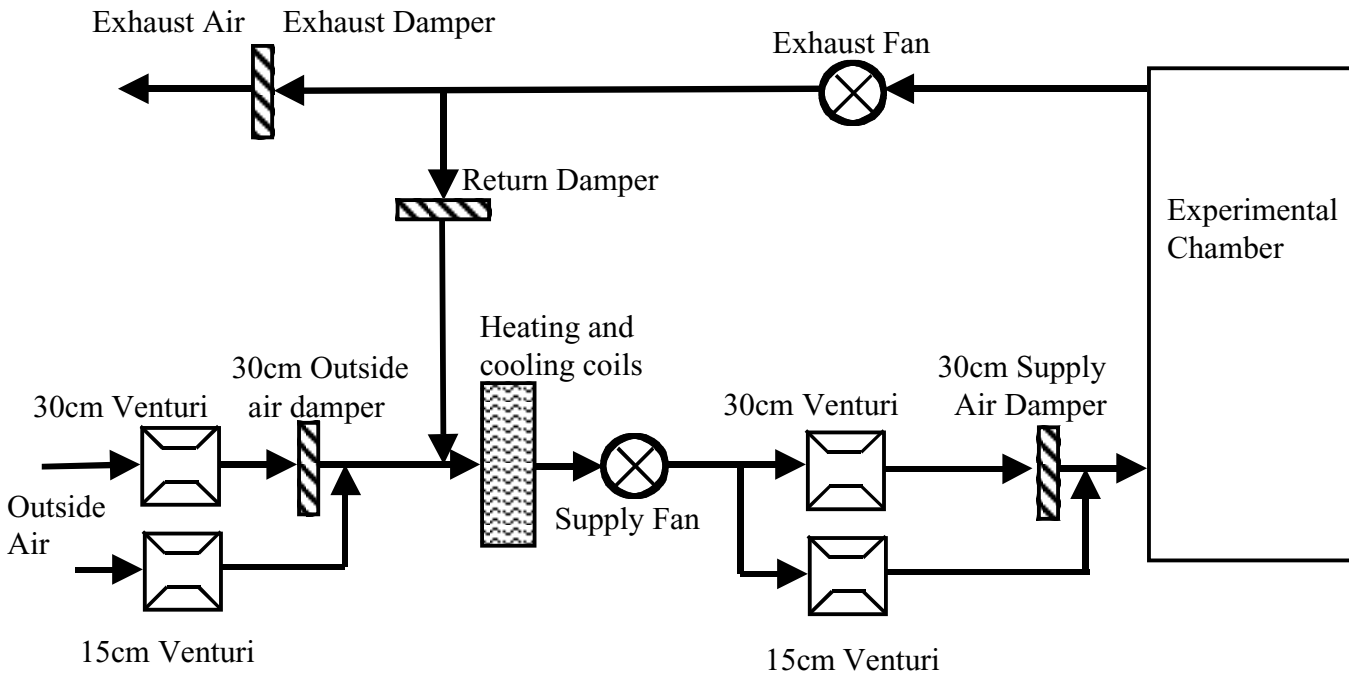 Exhaust Air
Exhaust Damper
Exhaust Fan
Return Damper
Experimental
Chamber
Heating and
cooling coils
30cm Outside
air damper
30cm Venturi
30cm Supply
Air Damper
30cm Venturi
Outside
Air
Supply Fan
15cm Venturi
15cm Venturi